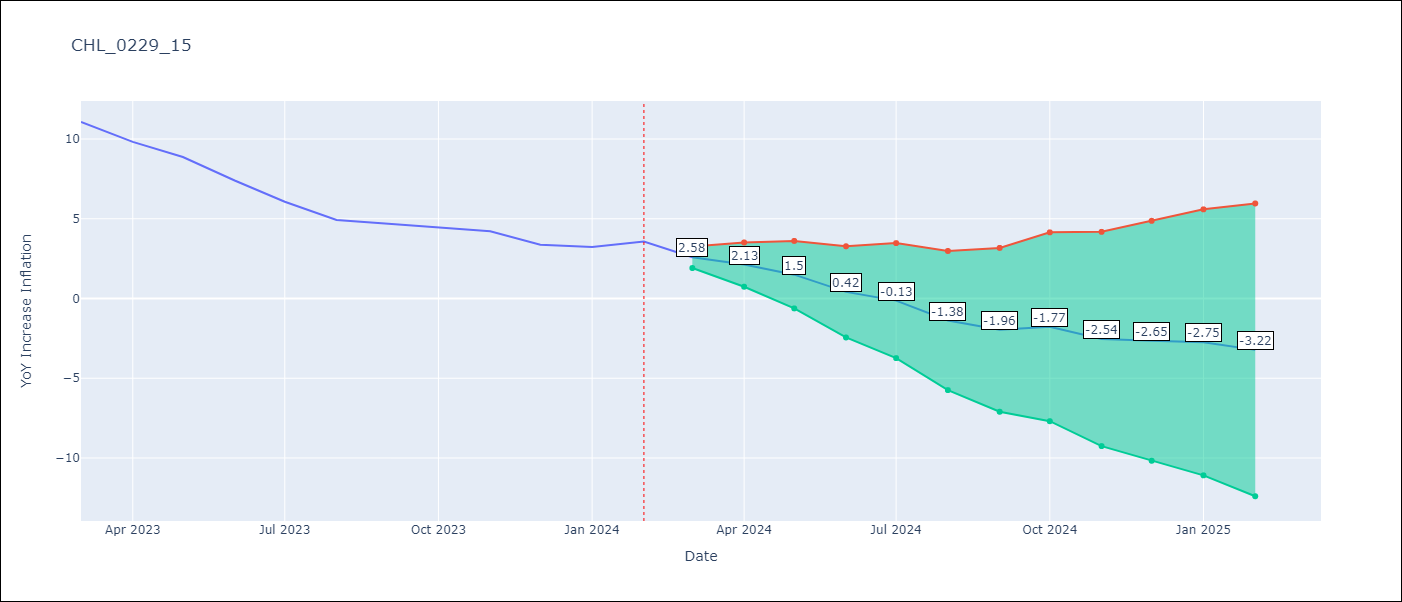 CHL_0229_15
YoY Increase Inflation
10
5
0
−5
−10
2.58
2.13
1.5
0.42
-0.13
-1.38
-1.96
-1.77
-2.54
-2.65
-2.75
-3.22
Apr 2023
Jul 2023
Oct 2023
Jan 2024
Apr 2024
Jul 2024
Oct 2024
Jan 2025
Date